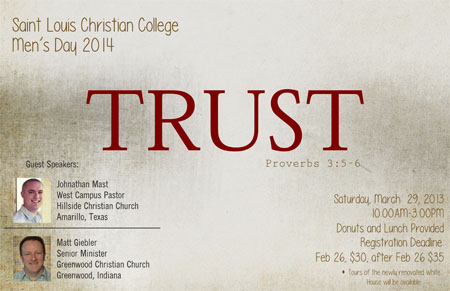 Saint Louis Christian College
Men's Day 2014
TRUST
Proverbs 3:5-6
Guest Speakers:
Johnathan Mast
West Campus Pastor
Hillside Christian Church
Amarillo, Texas
Matt Giebler
Senior Minister
Greenwood Christian Church
Greenwood, Indiana
Saturday, March 29, 2013
10:00AM-3:00PM
Donuts and Lunch Provided
Registration Deadline:
Feb 26, $30, after Feb 26 $35
* Tours of the newly renovated white
House will be available